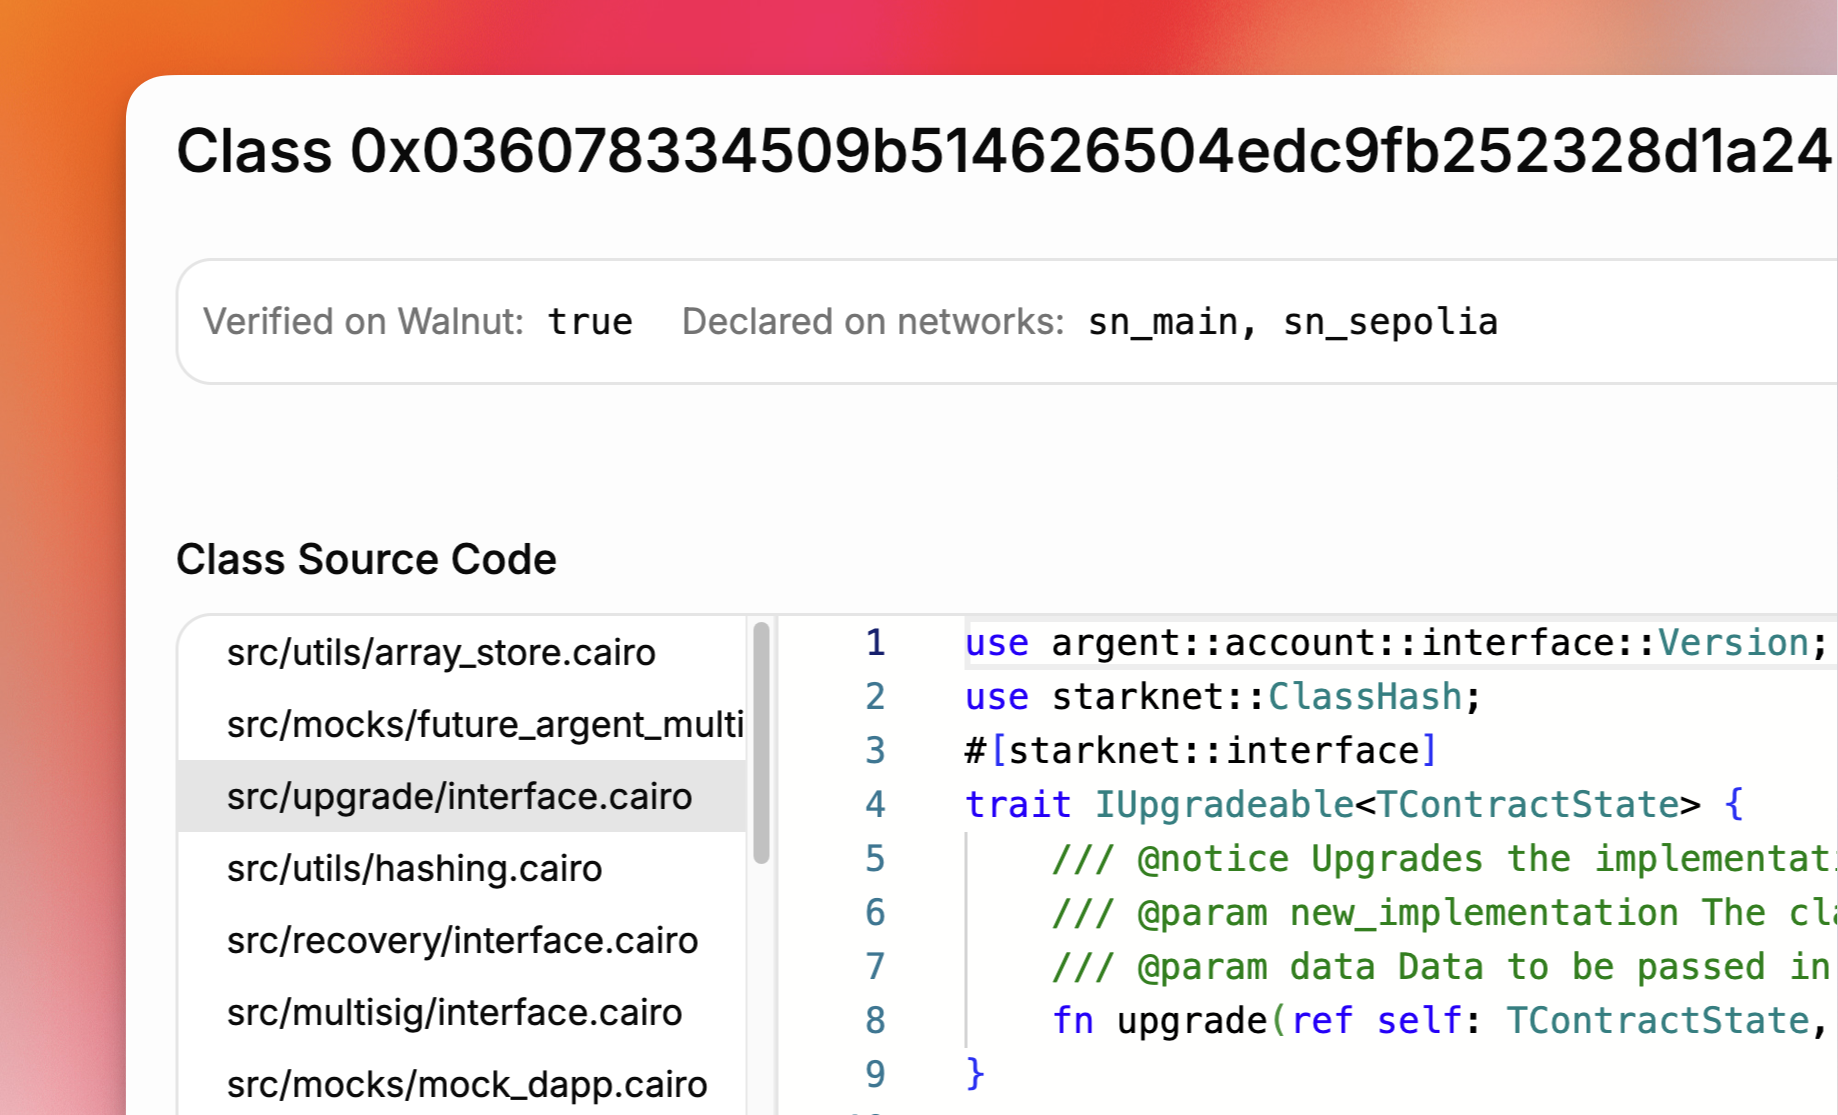 Class 0x036078334509b514626504edc9fb252328d1a24
Verified on Walnut: true Declared on networks: sn_main, sn_sepolia
Class Source Code
src/utils/array_store.cairo
src/mocks/future_argent_multi
src/upgrade/interface.cairo
src/utils/hashing.cairo
src/recovery/interface.cairo
src/multisig/interface.cairo
src/mocks/mock_dapp.cairo
1 use argent::account::interface::Version;
2 use starknet::ClassHash;
3 #[starknet::interface]
4 trait IUpgradeable<TContractState> {
5 /// @notice Upgrades the implementati
6 /// @param new_implementation The cla
7 /// @param data Data to be passed in
8 fn upgrade(ref self: TContractState,
9 }